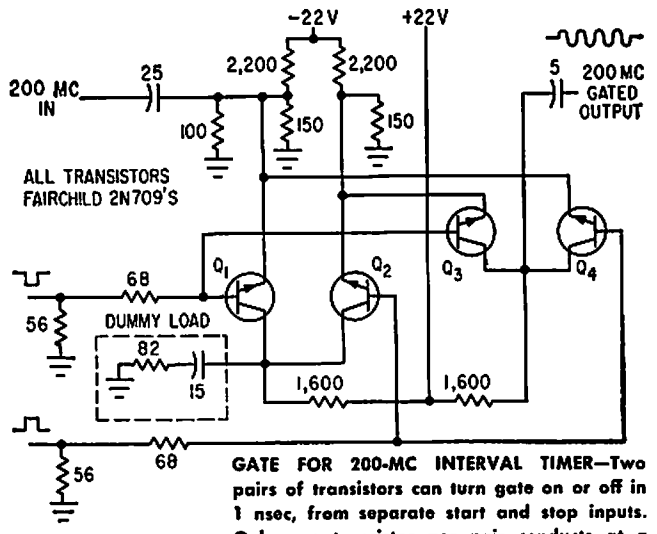 -22V
+22V
2,200
2,200
25
200 MC
IN
100
150
150
5
200 MC
GATED
OUTPUT
ALL TRANSISTORS
FAIRCHILD 2N709'S
Q1
Q2
Q3
Q4
68
56
DUMMY LOAD
82
15
1,600
1,600
68
56
GATE FOR 200-MC INTERVAL TIMER—Two
pairs of transistors can turn gate on or off in
1 nsec, from separate start and stop inputs.